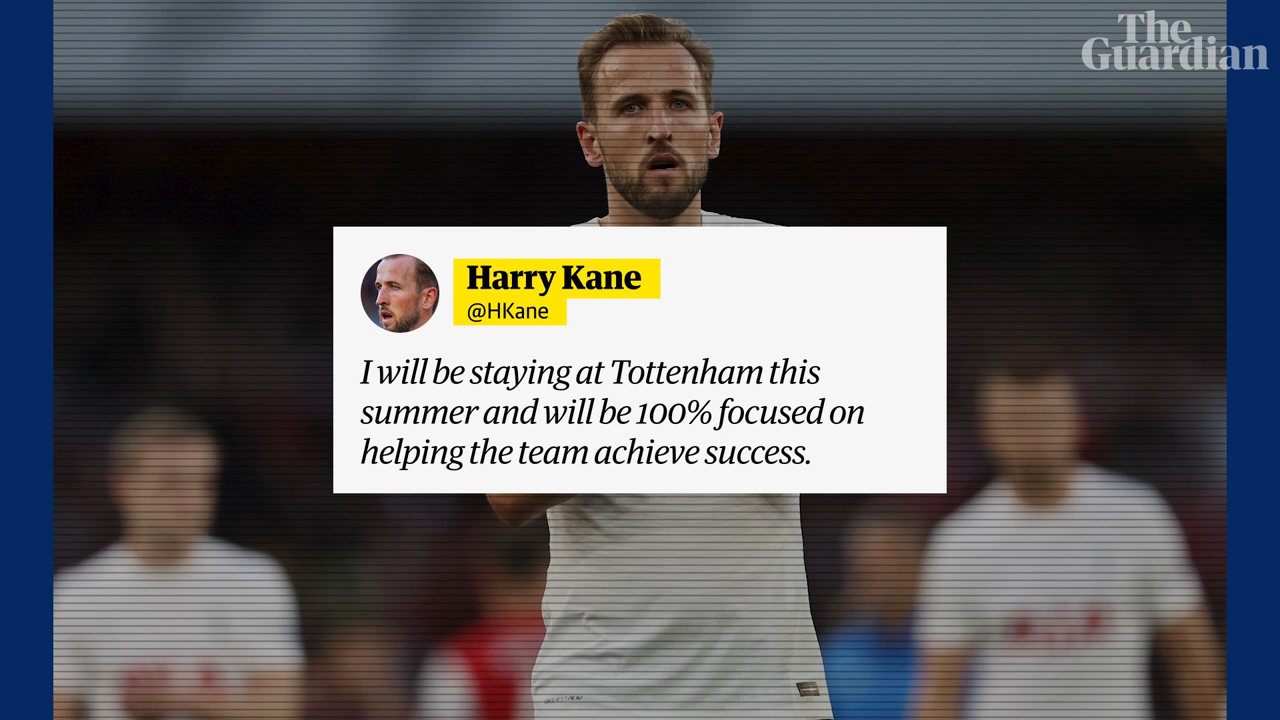 The
Guardian
Harry Kane
@HKane
I will be staying at Tottenham this
summer and will be 100% focused on
helping the team achieve success.